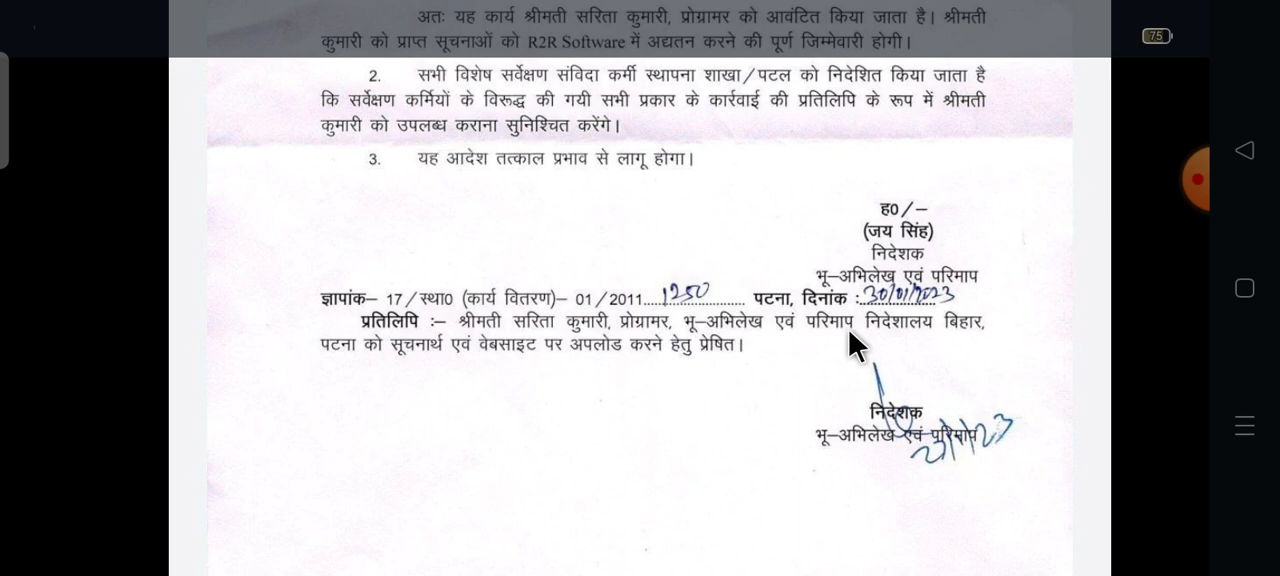 75
अतः यह कार्य श्रीमती सरिता कुमारी, प्रोग्रामर को आवंटित किया जाता है। श्रीमती
कुमारी को प्राप्त सूचनाओं को R2R Software में अद्यतन करने की पूर्ण जिम्मेवारी होगी।
2. सभी विशेष सर्वेक्षण संविदा कर्मी स्थापना शाखा/पटल को निदेशित किया जाता है
कि सर्वेक्षण कर्मियों के विरूद्ध की गयी सभी प्रकार के कार्रवाई की प्रतिलिपि के रूप में श्रीमती
कुमारी को उपलब्ध कराना सुनिश्चित करेंगे।
3. यह आदेश तत्काल प्रभाव से लागू होगा।
ह0/–
(जय सिंह)
निदेशक
भू–अभिलेख एवं परिमाप
ज्ञापांक– 17/स्था0 (कार्य वितरण)– 01/2011....1250.... पटना, दिनांक :..30/01/2023
प्रतिलिपि :– श्रीमती सरिता कुमारी, प्रोग्रामर, भू–अभिलेख एवं परिमाप निदेशालय बिहार,
पटना को सूचनार्थ एवं वेबसाइट पर अपलोड करने हेतु प्रेषित।
निदेशक
भू–अभिलेख एवं परिमाप